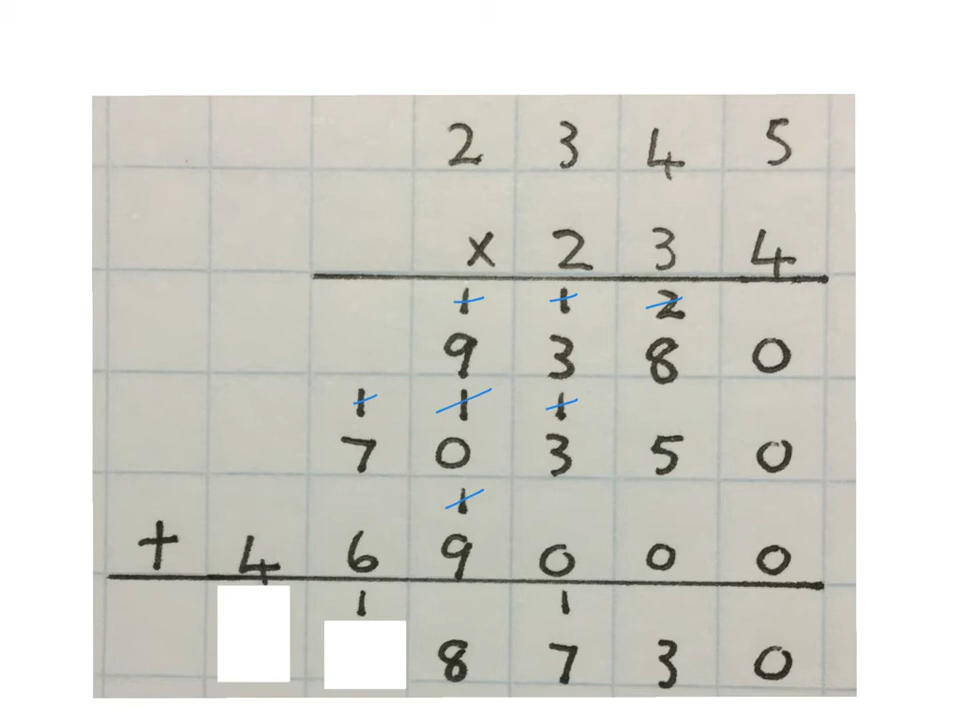 2 3 4 5
x 2 3 4
1 1 2
9 3 8 0
1 1 1
7 0 3 5 0
1
+ 4 6 9 0 0 0
1 1
8 7 3 0